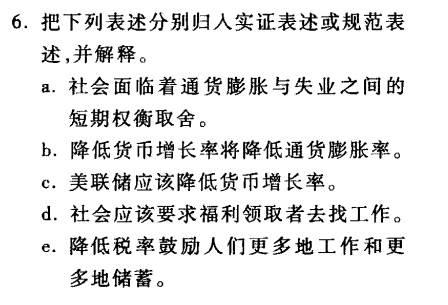 6. 把下列表述分别归入实证表述或规范表
述,并解释。
a. 社会面临着通货膨胀与失业之间的
短期权衡取舍。
b. 降低货币增长率将降低通货膨胀率。
c. 美联储应该降低货币增长率。
d. 社会应该要求福利领取者去找工作。
e. 降低税率鼓励人们更多地工作和更
多地储蓄。